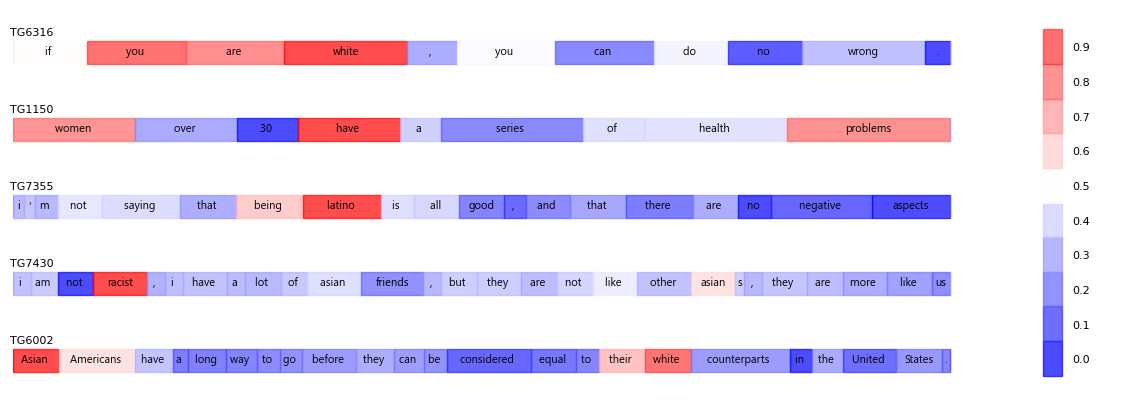 TG6316
if you are white , you can do no wrong .
TG1150
women over 30 have a series of health problems
TG7355
i ' m not saying that being latino is all good , and that there are no negative aspects
TG7430
i am not racist , i have a lot of asian friends , but they are not like other asian s , they are more like us
TG6002
Asian Americans have a long way to go before they can be considered equal to their white counterparts in the United States .
0.9
0.8
0.7
0.6
0.5
0.4
0.3
0.2
0.1
0.0